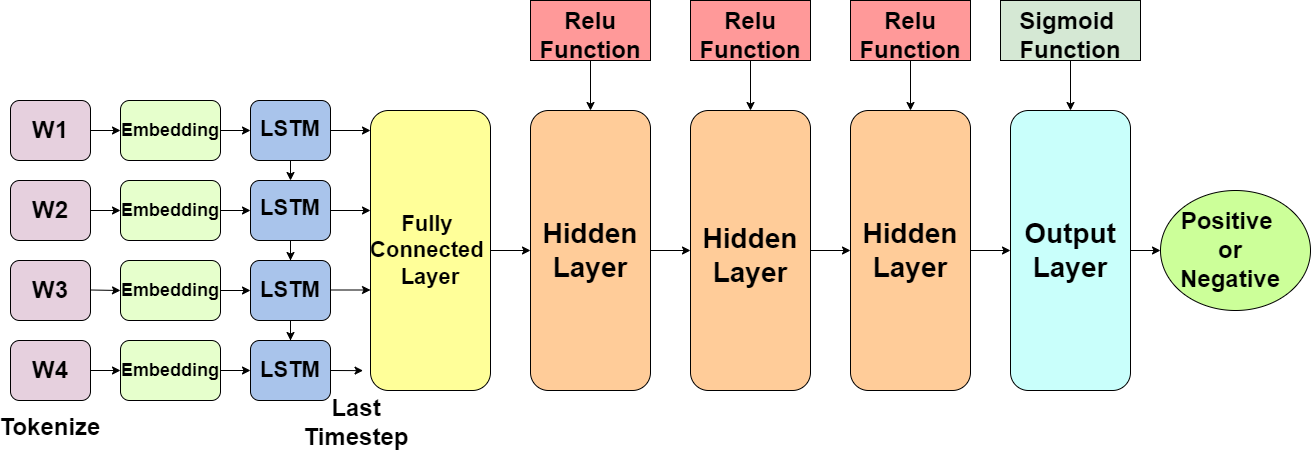 Relu
Function
Relu
Function
Relu
Function
Sigmoid
Function
W1
Embedding
LSTM
W2
Embedding
LSTM
W3
Embedding
LSTM
W4
Embedding
LSTM
Tokenize
Last
Timestep
Fully
Connected
Layer
Hidden
Layer
Hidden
Layer
Hidden
Layer
Output
Layer
Positive
or
Negative